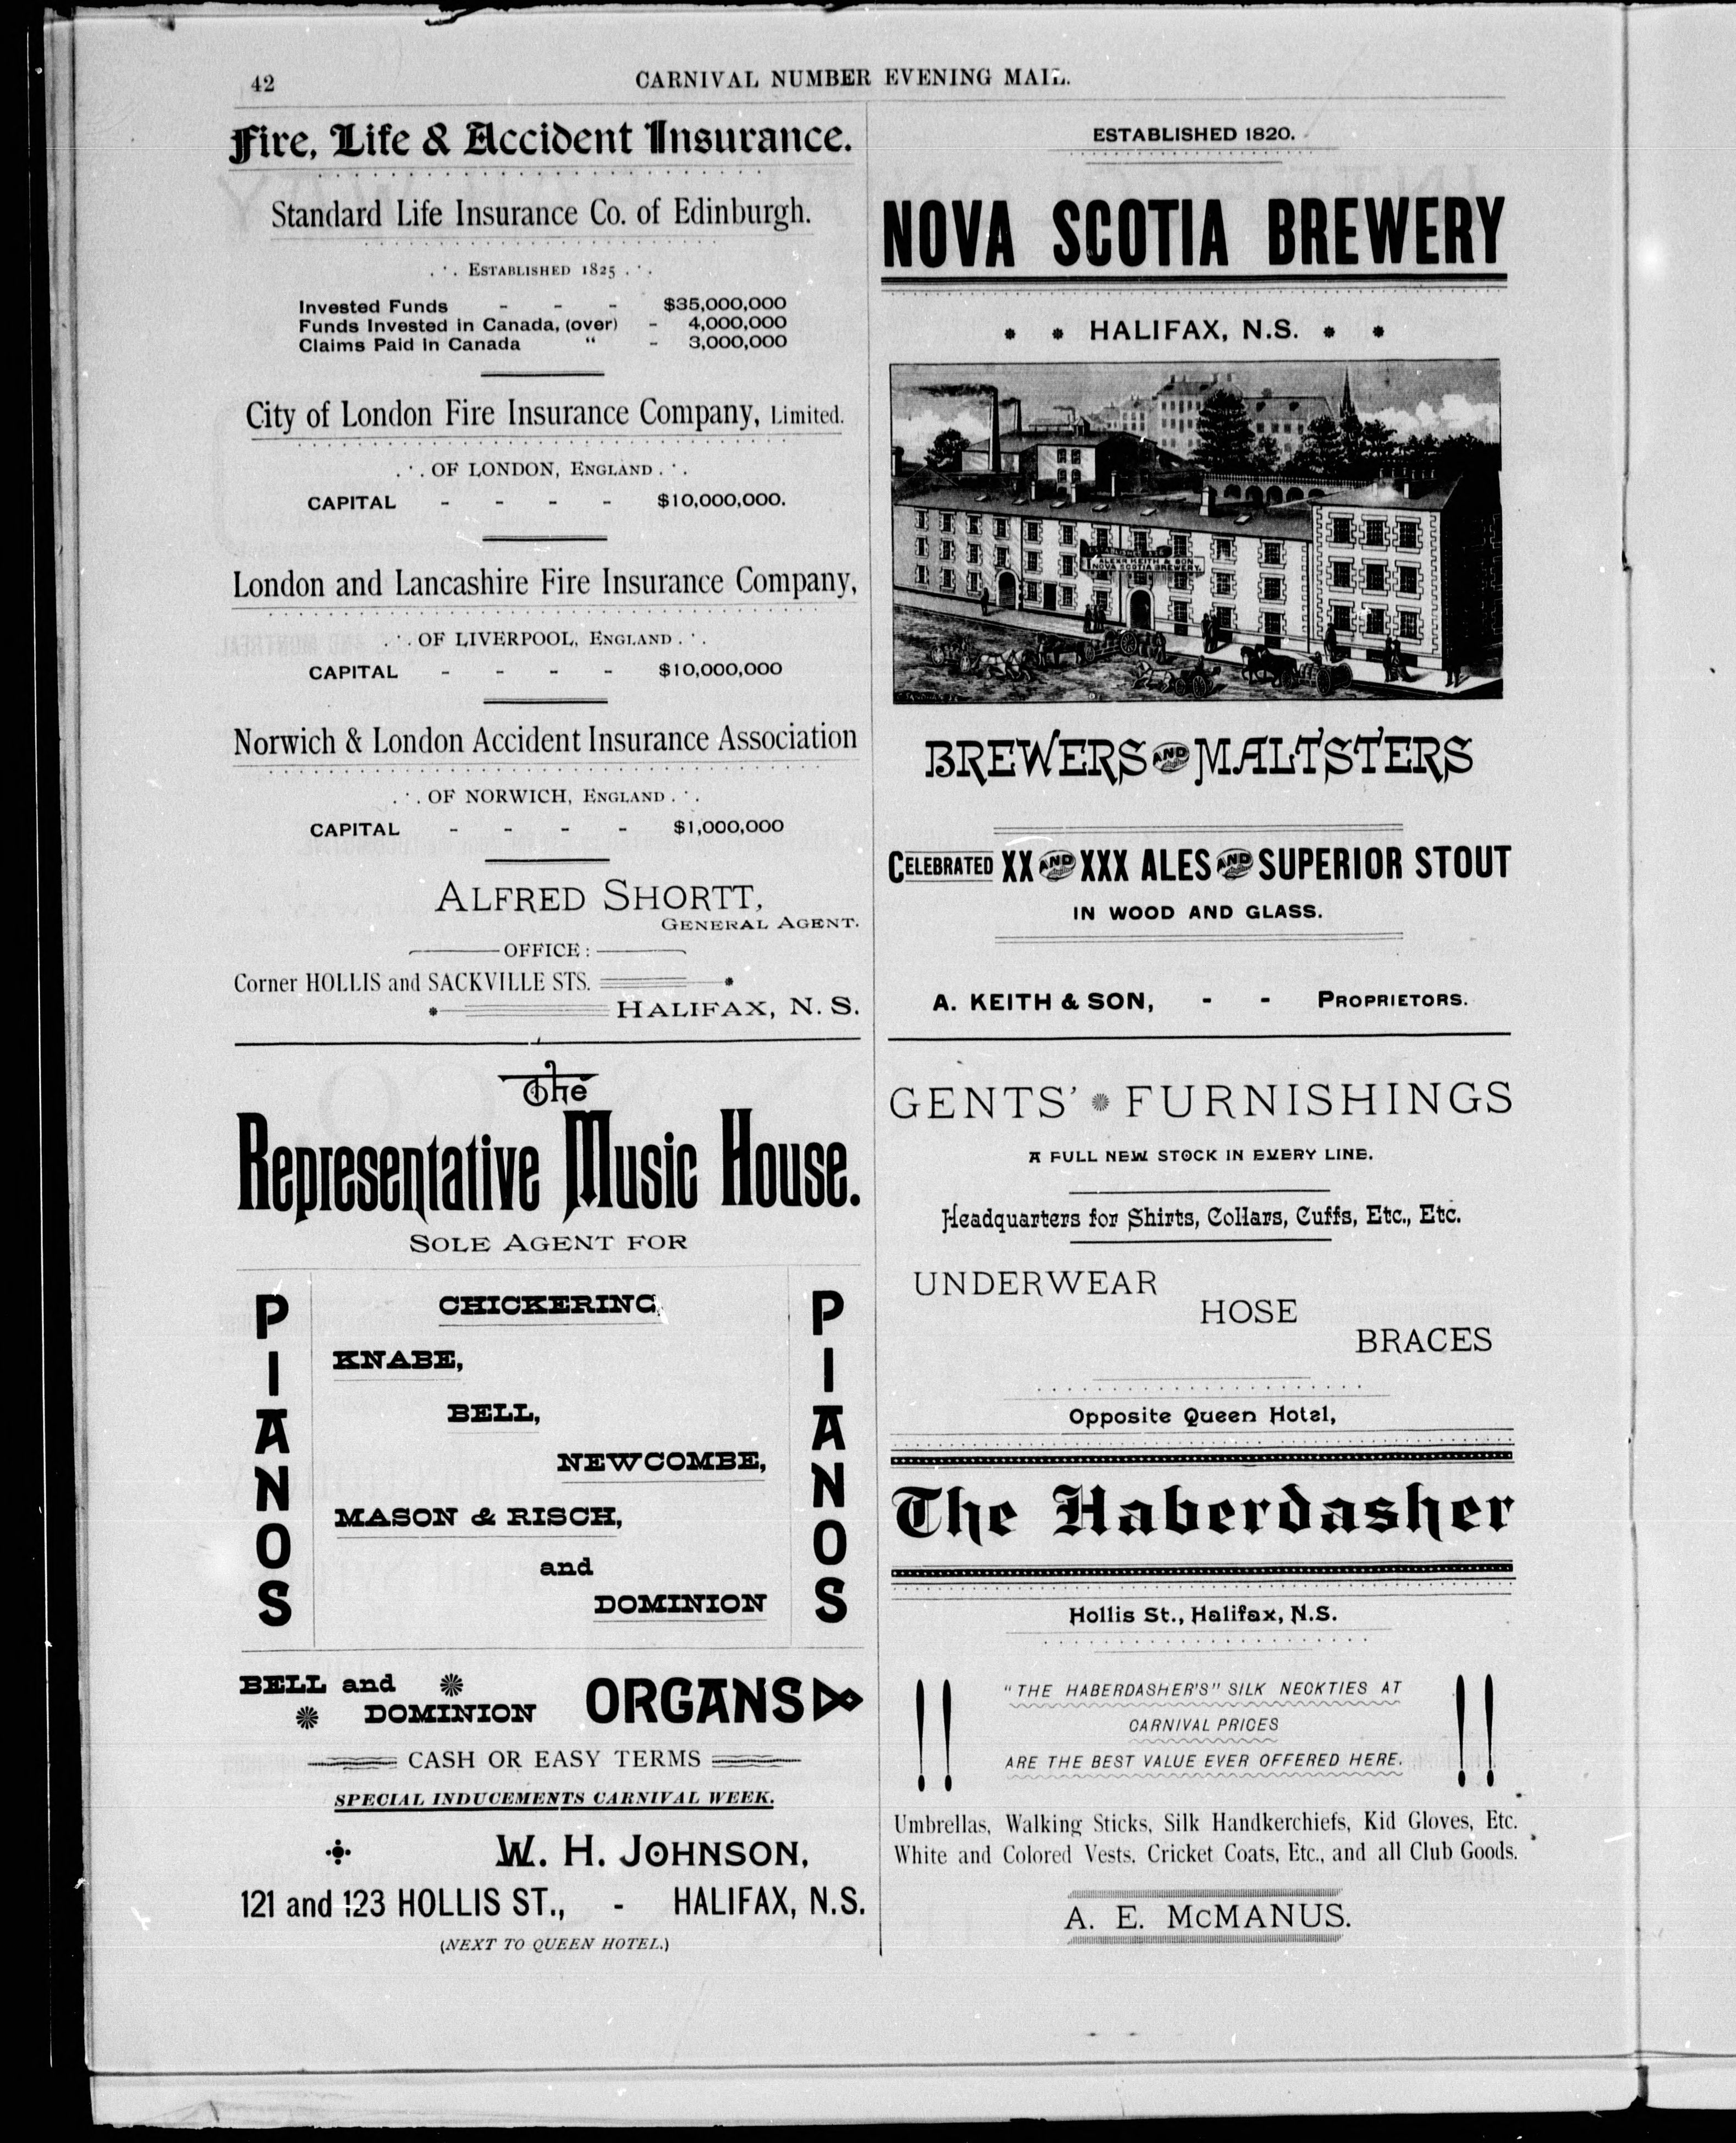 42
CARNIVAL NUMBER EVENING MAIL.
Fire, Life & Accident Insurance.
Standard Life Insurance Co. of Edinburgh.
ESTABLISHED 1825
Invested Funds - - - $35,000,000
Funds Invested in Canada, (over) - 4,000,000
Claims Paid in Canada " - 3,000,000
City of London Fire Insurance Company, Limited.
OF LONDON, ENGLAND
CAPITAL - - - - $10,000,000.
London and Lancashire Fire Insurance Company,
OF LIVERPOOL, ENGLAND
CAPITAL - - - - $10,000,000
Norwich & London Accident Insurance Association
OF NORWICH, ENGLAND
CAPITAL - - - - $1,000,000
ALFRED SHORTT,
GENERAL AGENT.
OFFICE:
Corner HOLLIS and SACKVILLE STS.
HALIFAX, N. S.
The
Representative Music House.
SOLE AGENT FOR
PIANOS
CHICKERING,
KNABE,
BELL,
NEWCOMBE,
MASON & RISCH,
and
DOMINION
PIANOS
BELL and
DOMINION
ORGANS
CASH OR EASY TERMS
SPECIAL INDUCEMENTS CARNIVAL WEEK.
W. H. JOHNSON,
121 and 123 HOLLIS ST., - HALIFAX, N.S.
(NEXT TO QUEEN HOTEL.)
ESTABLISHED 1820.
NOVA SCOTIA BREWERY
HALIFAX, N.S.
ALEXR KEITH & SON
NOVA SCOTIA BREWERY.
BREWERS AND MALTSTERS
CELEBRATED XX AND XXX ALES AND SUPERIOR STOUT
IN WOOD AND GLASS.
A. KEITH & SON, - - PROPRIETORS.
GENTS' FURNISHINGS
A FULL NEW STOCK IN EVERY LINE.
Headquarters for Shirts, Collars, Cuffs, Etc., Etc.
UNDERWEAR
HOSE
BRACES
Opposite Queen Hotel,
The Haberdasher
Hollis St., Halifax, N.S.
!! "THE HABERDASHER'S" SILK NECKTIES AT !!
CARNIVAL PRICES
ARE THE BEST VALUE EVER OFFERED HERE.
Umbrellas, Walking Sticks, Silk Handkerchiefs, Kid Gloves, Etc.
White and Colored Vests, Cricket Coats, Etc., and all Club Goods.
A. E. McMANUS.